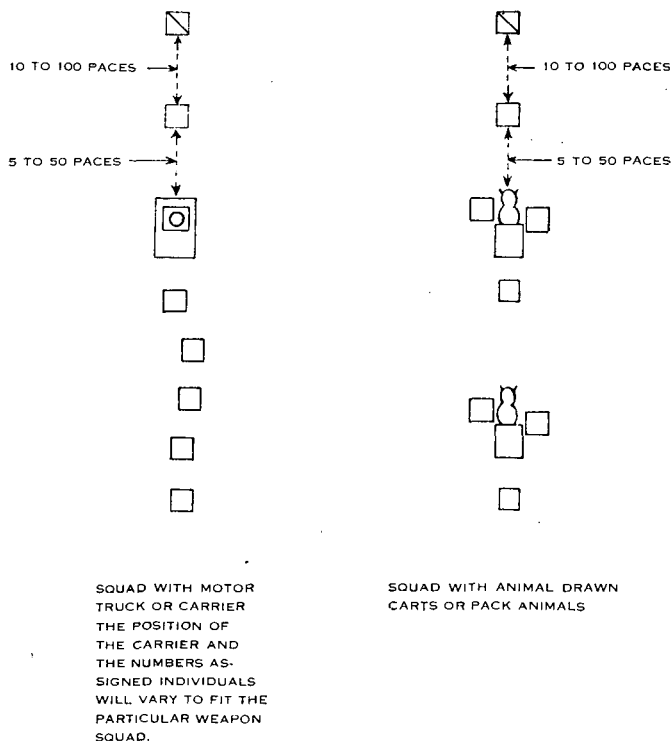 10 TO 100 PACES
10 TO 100 PACES
5 TO 50 PACES
5 TO 50 PACES
SQUAD WITH MOTOR
TRUCK OR CARRIER
THE POSITION OF
THE CARRIER AND
THE NUMBERS AS-
SIGNED INDIVIDUALS
WILL VARY TO FIT THE
PARTICULAR WEAPON
SQUAD.
SQUAD WITH ANIMAL DRAWN
CARTS OR PACK ANIMALS